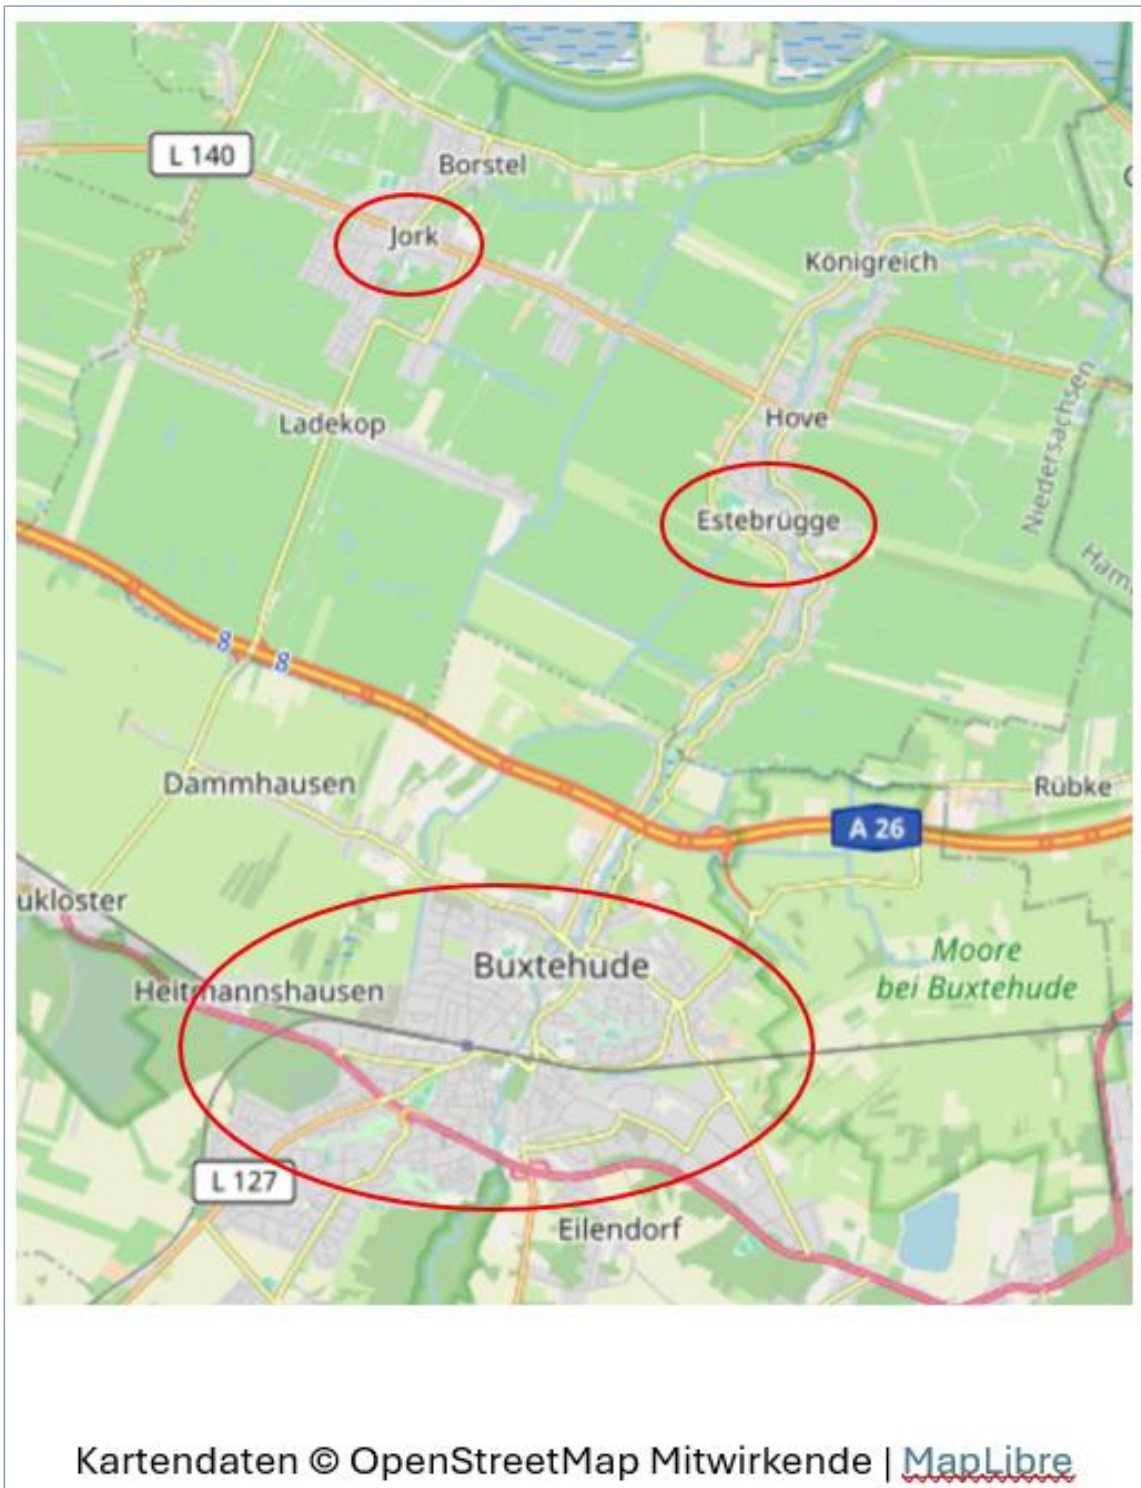 L 140
Borstel
Jork
Königreich
Hove
Ladekop
Niedersachsen
Estebrügge
8
8
Dammhausen
Rübke
A 26
ukloster
Buxtehude
Moore
bei Buxtehude
Heitmannshausen
L 127
Eilendorf
Kartendaten © OpenStreetMap Mitwirkende | MapLibre